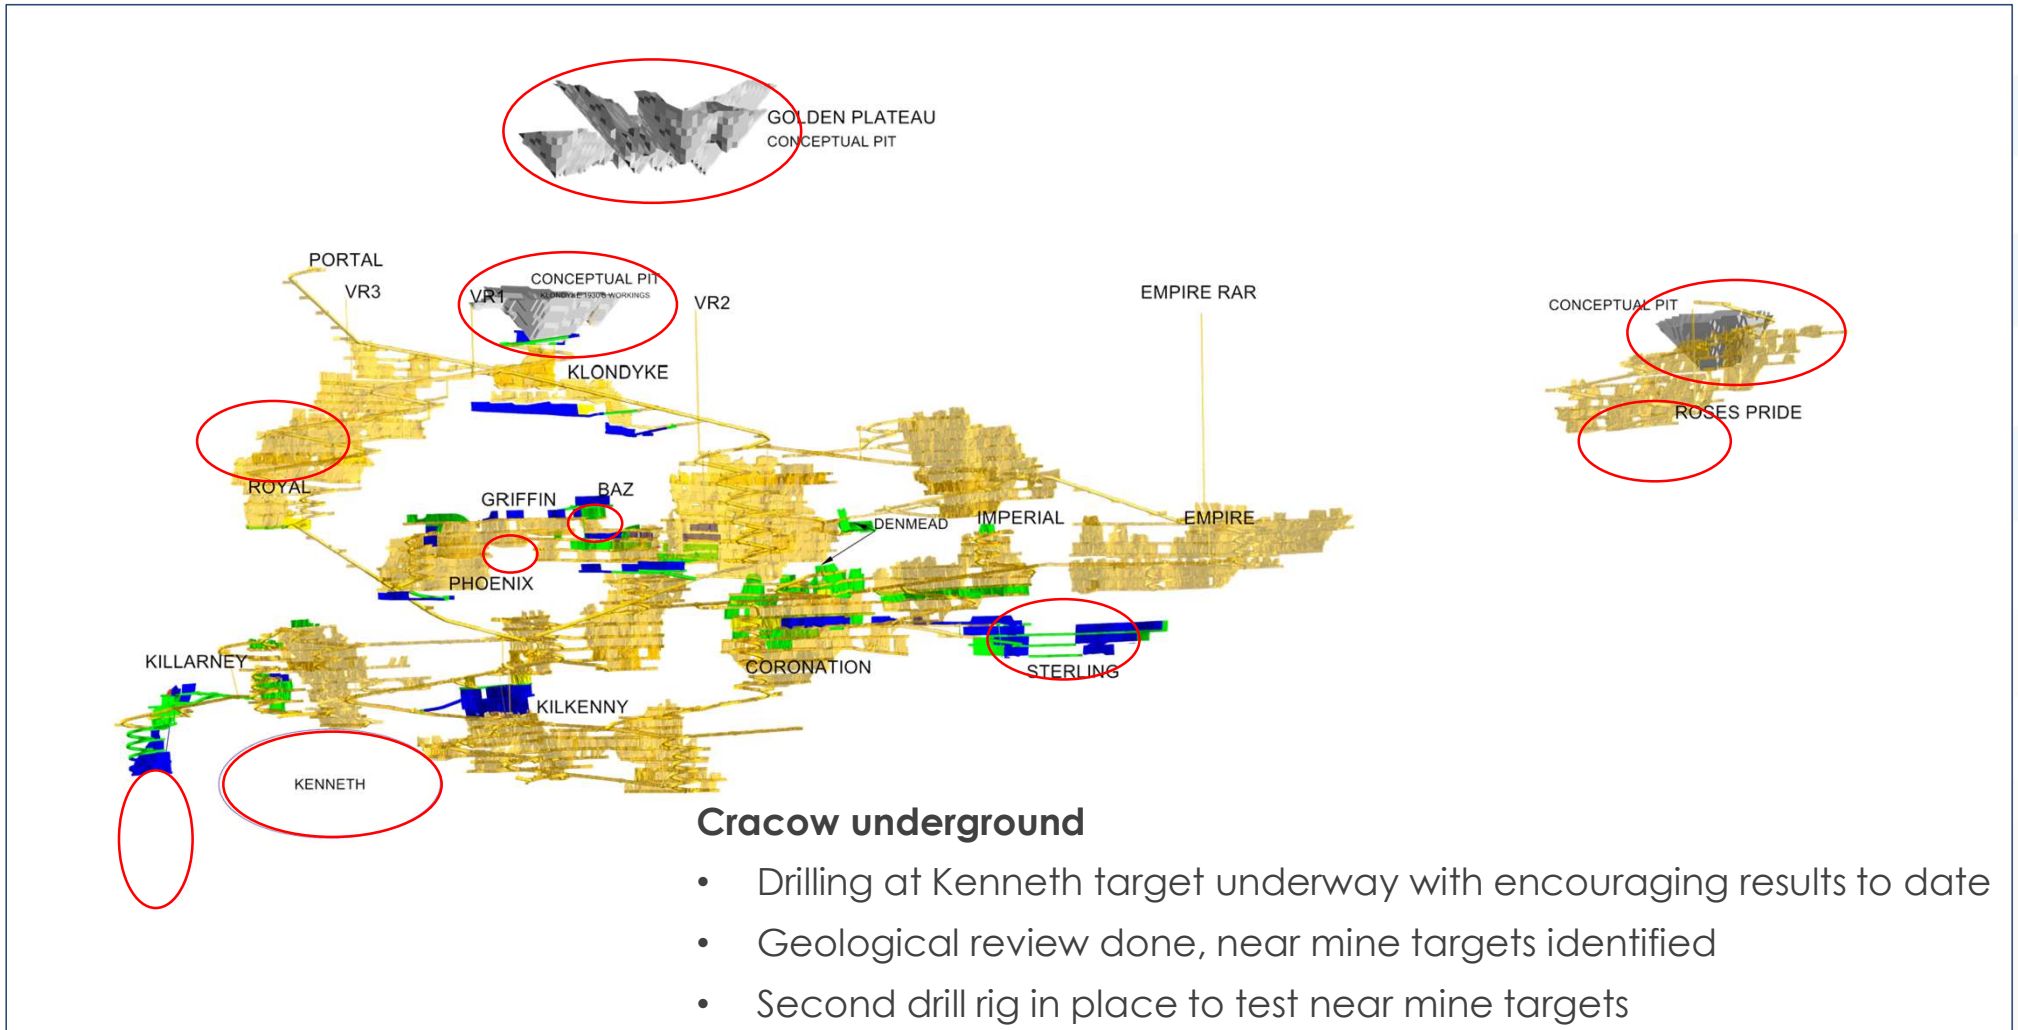 GOLDEN PLATEAU
CONCEPTUAL PIT
PORTAL
VR3
VR1
CONCEPTUAL PIT
KLONDYKE 1930'S WORKINGS
VR2
EMPIRE RAR
CONCEPTUAL PIT
KLONDYKE
ROSES PRIDE
ROYAL
GRIFFIN
BAZ
DENMEAD
IMPERIAL
EMPIRE
PHOENIX
KILLARNEY
CORONATION
STERLING
KILKENNY
KENNETH
Cracow underground
• Drilling at Kenneth target underway with encouraging results to date
• Geological review done, near mine targets identified
• Second drill rig in place to test near mine targets